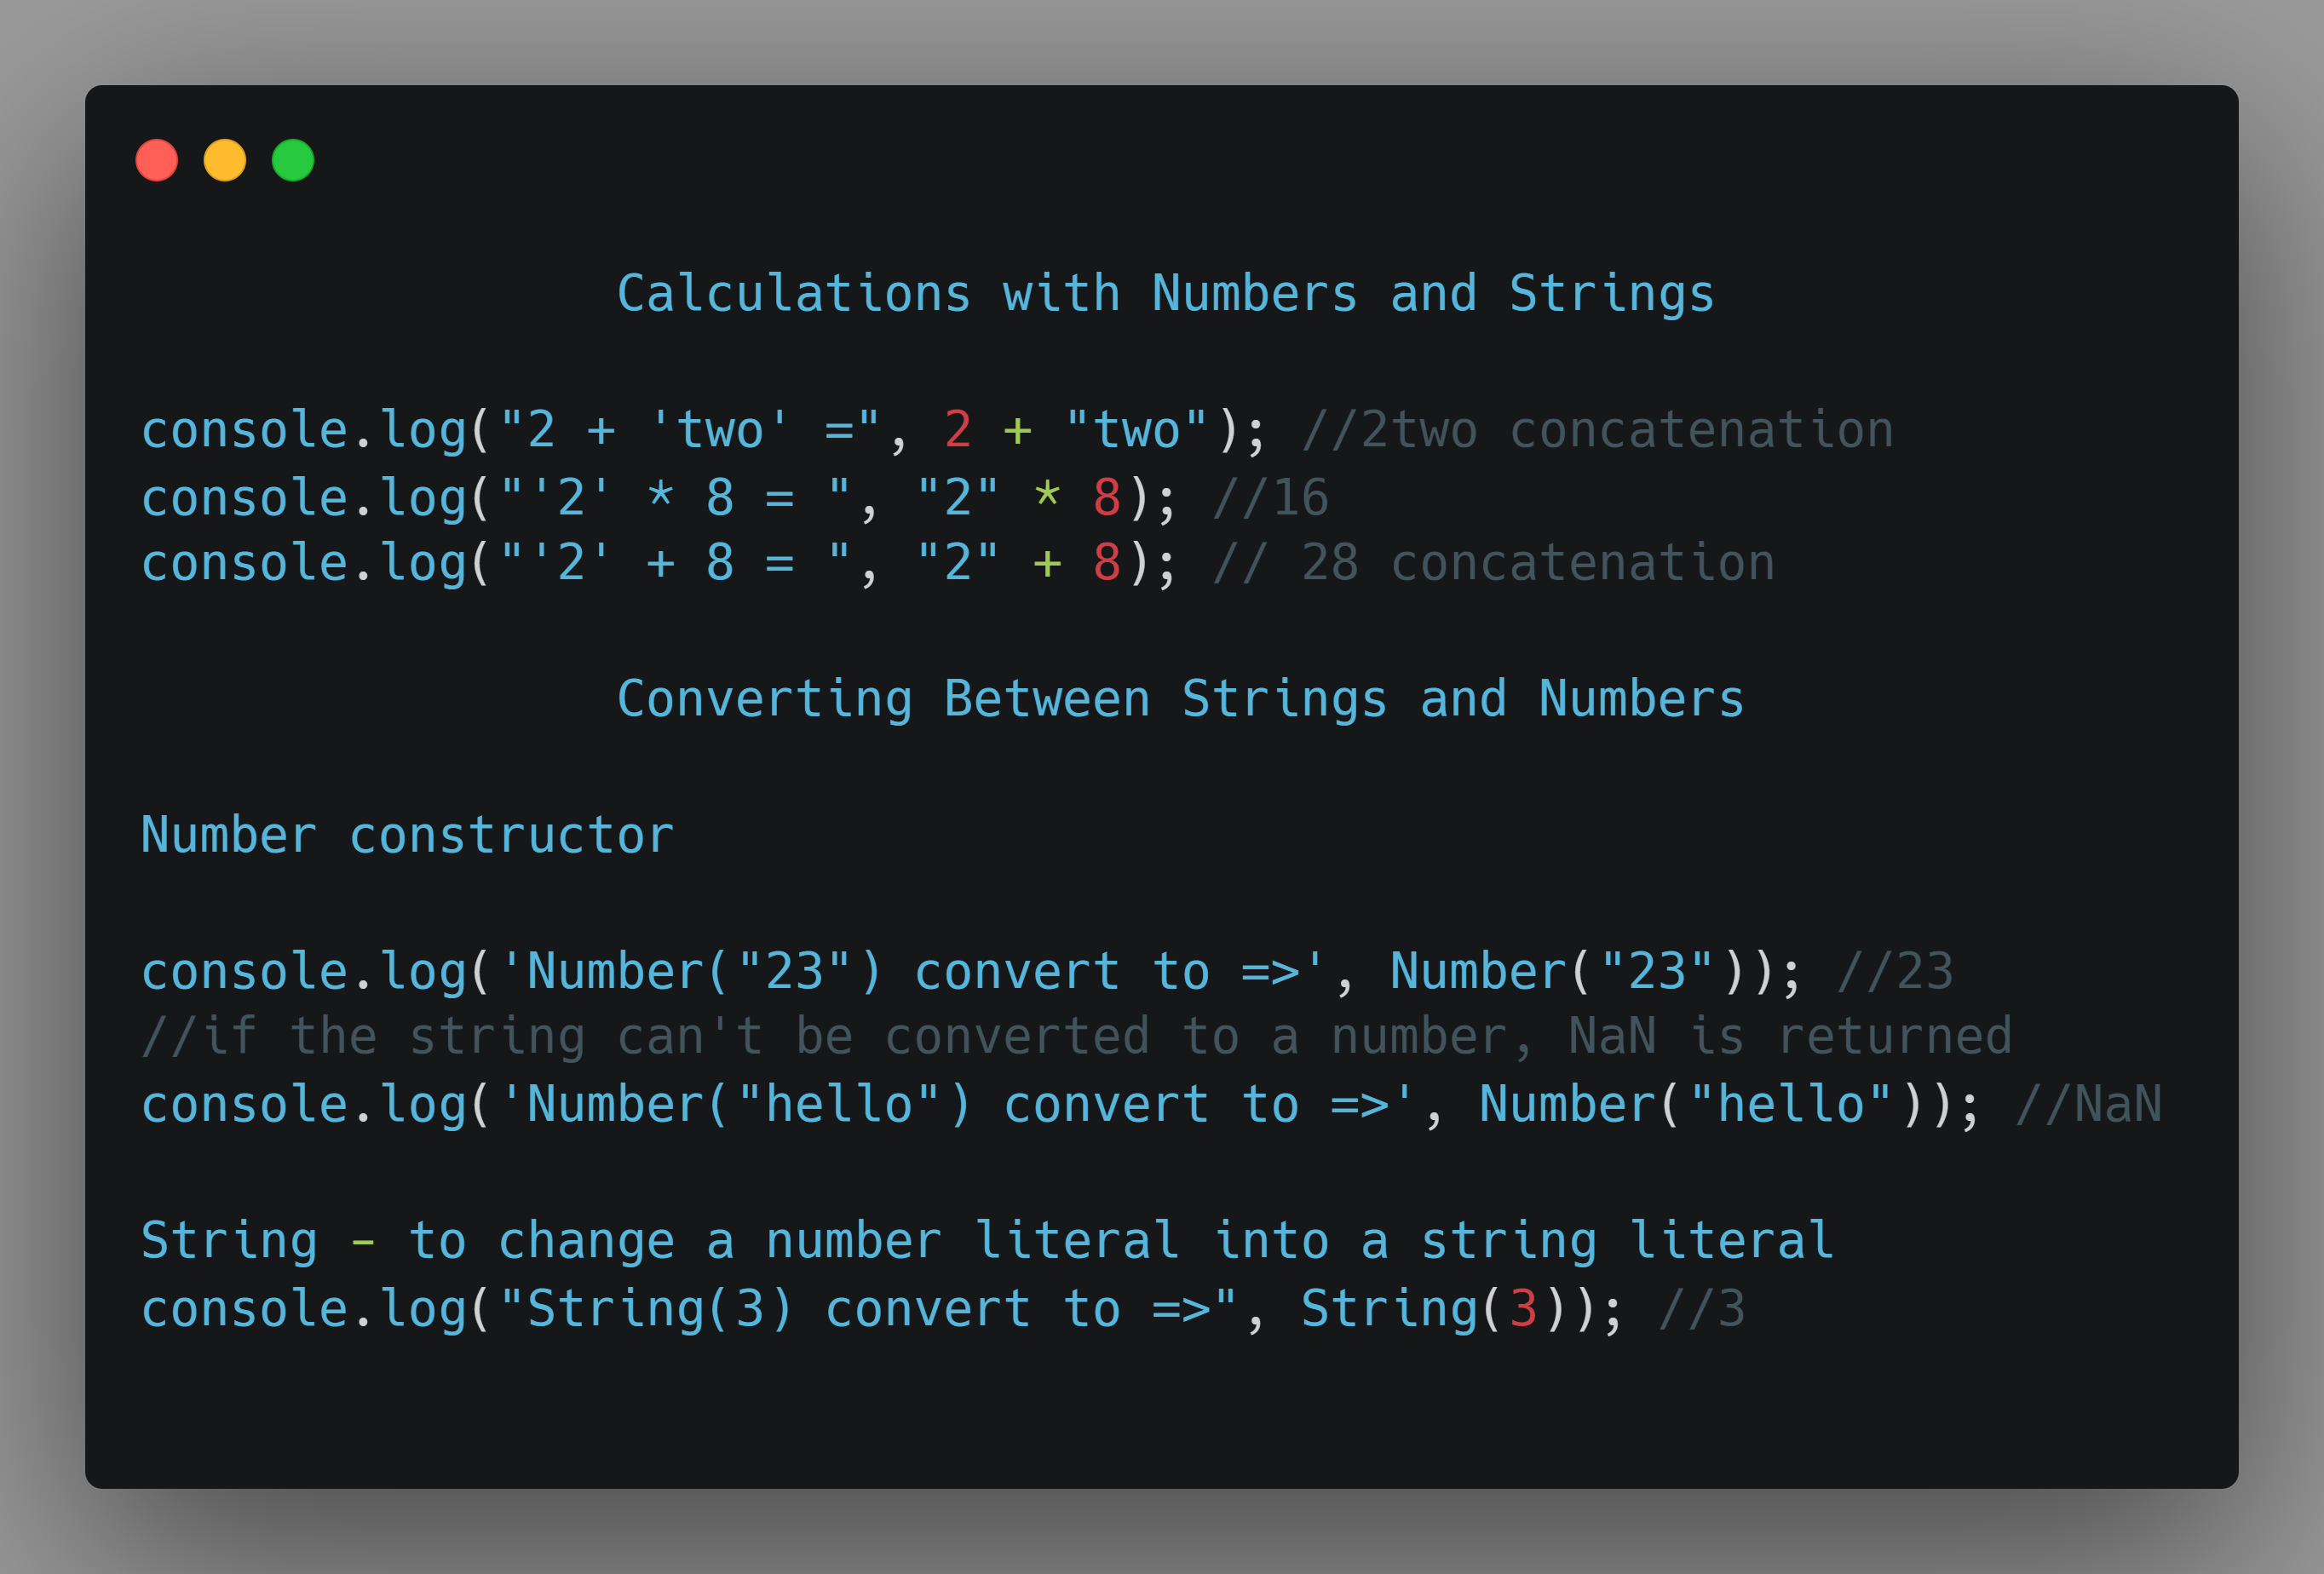 Calculations with Numbers and Strings
console.log("2 + 'two' =", 2 + "two"); //2two concatenation
console.log("'2' * 8 = ", "2" * 8); //16
console.log("'2' + 8 = ", "2" + 8); // 28 concatenation
Converting Between Strings and Numbers
Number constructor
console.log('Number("23") convert to =>', Number("23")); //23
//if the string can't be converted to a number, NaN is returned
console.log('Number("hello") convert to =>', Number("hello")); //NaN
String - to change a number literal into a string literal
console.log("String(3) convert to =>", String(3)); //3